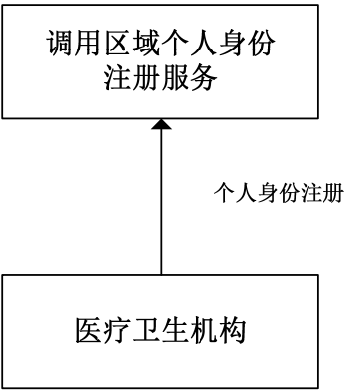 调用区域个人身份
注册服务
个人身份注册
医疗卫生机构